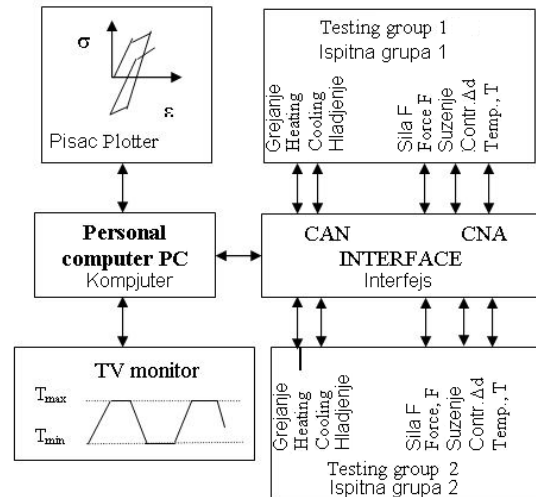 σ
ε
Pisac Plotter
Testing group 1
Ispitna grupa 1
Grejanje
Heating
Cooling
Hladjenje
Sila F
Force F
Suzenje
Contr.Δd
Temp., T
Personal
computer PC
Kompjuter
CAN CNA
INTERFACE
Interfejs
TV monitor
Tmax
Tmin
Grejanje
Heating
Cooling
Hladjenje
Sila F
Force, F
Suzenje
Contr.Δd
Temp., T
Testing group 2
Ispitna grupa 2